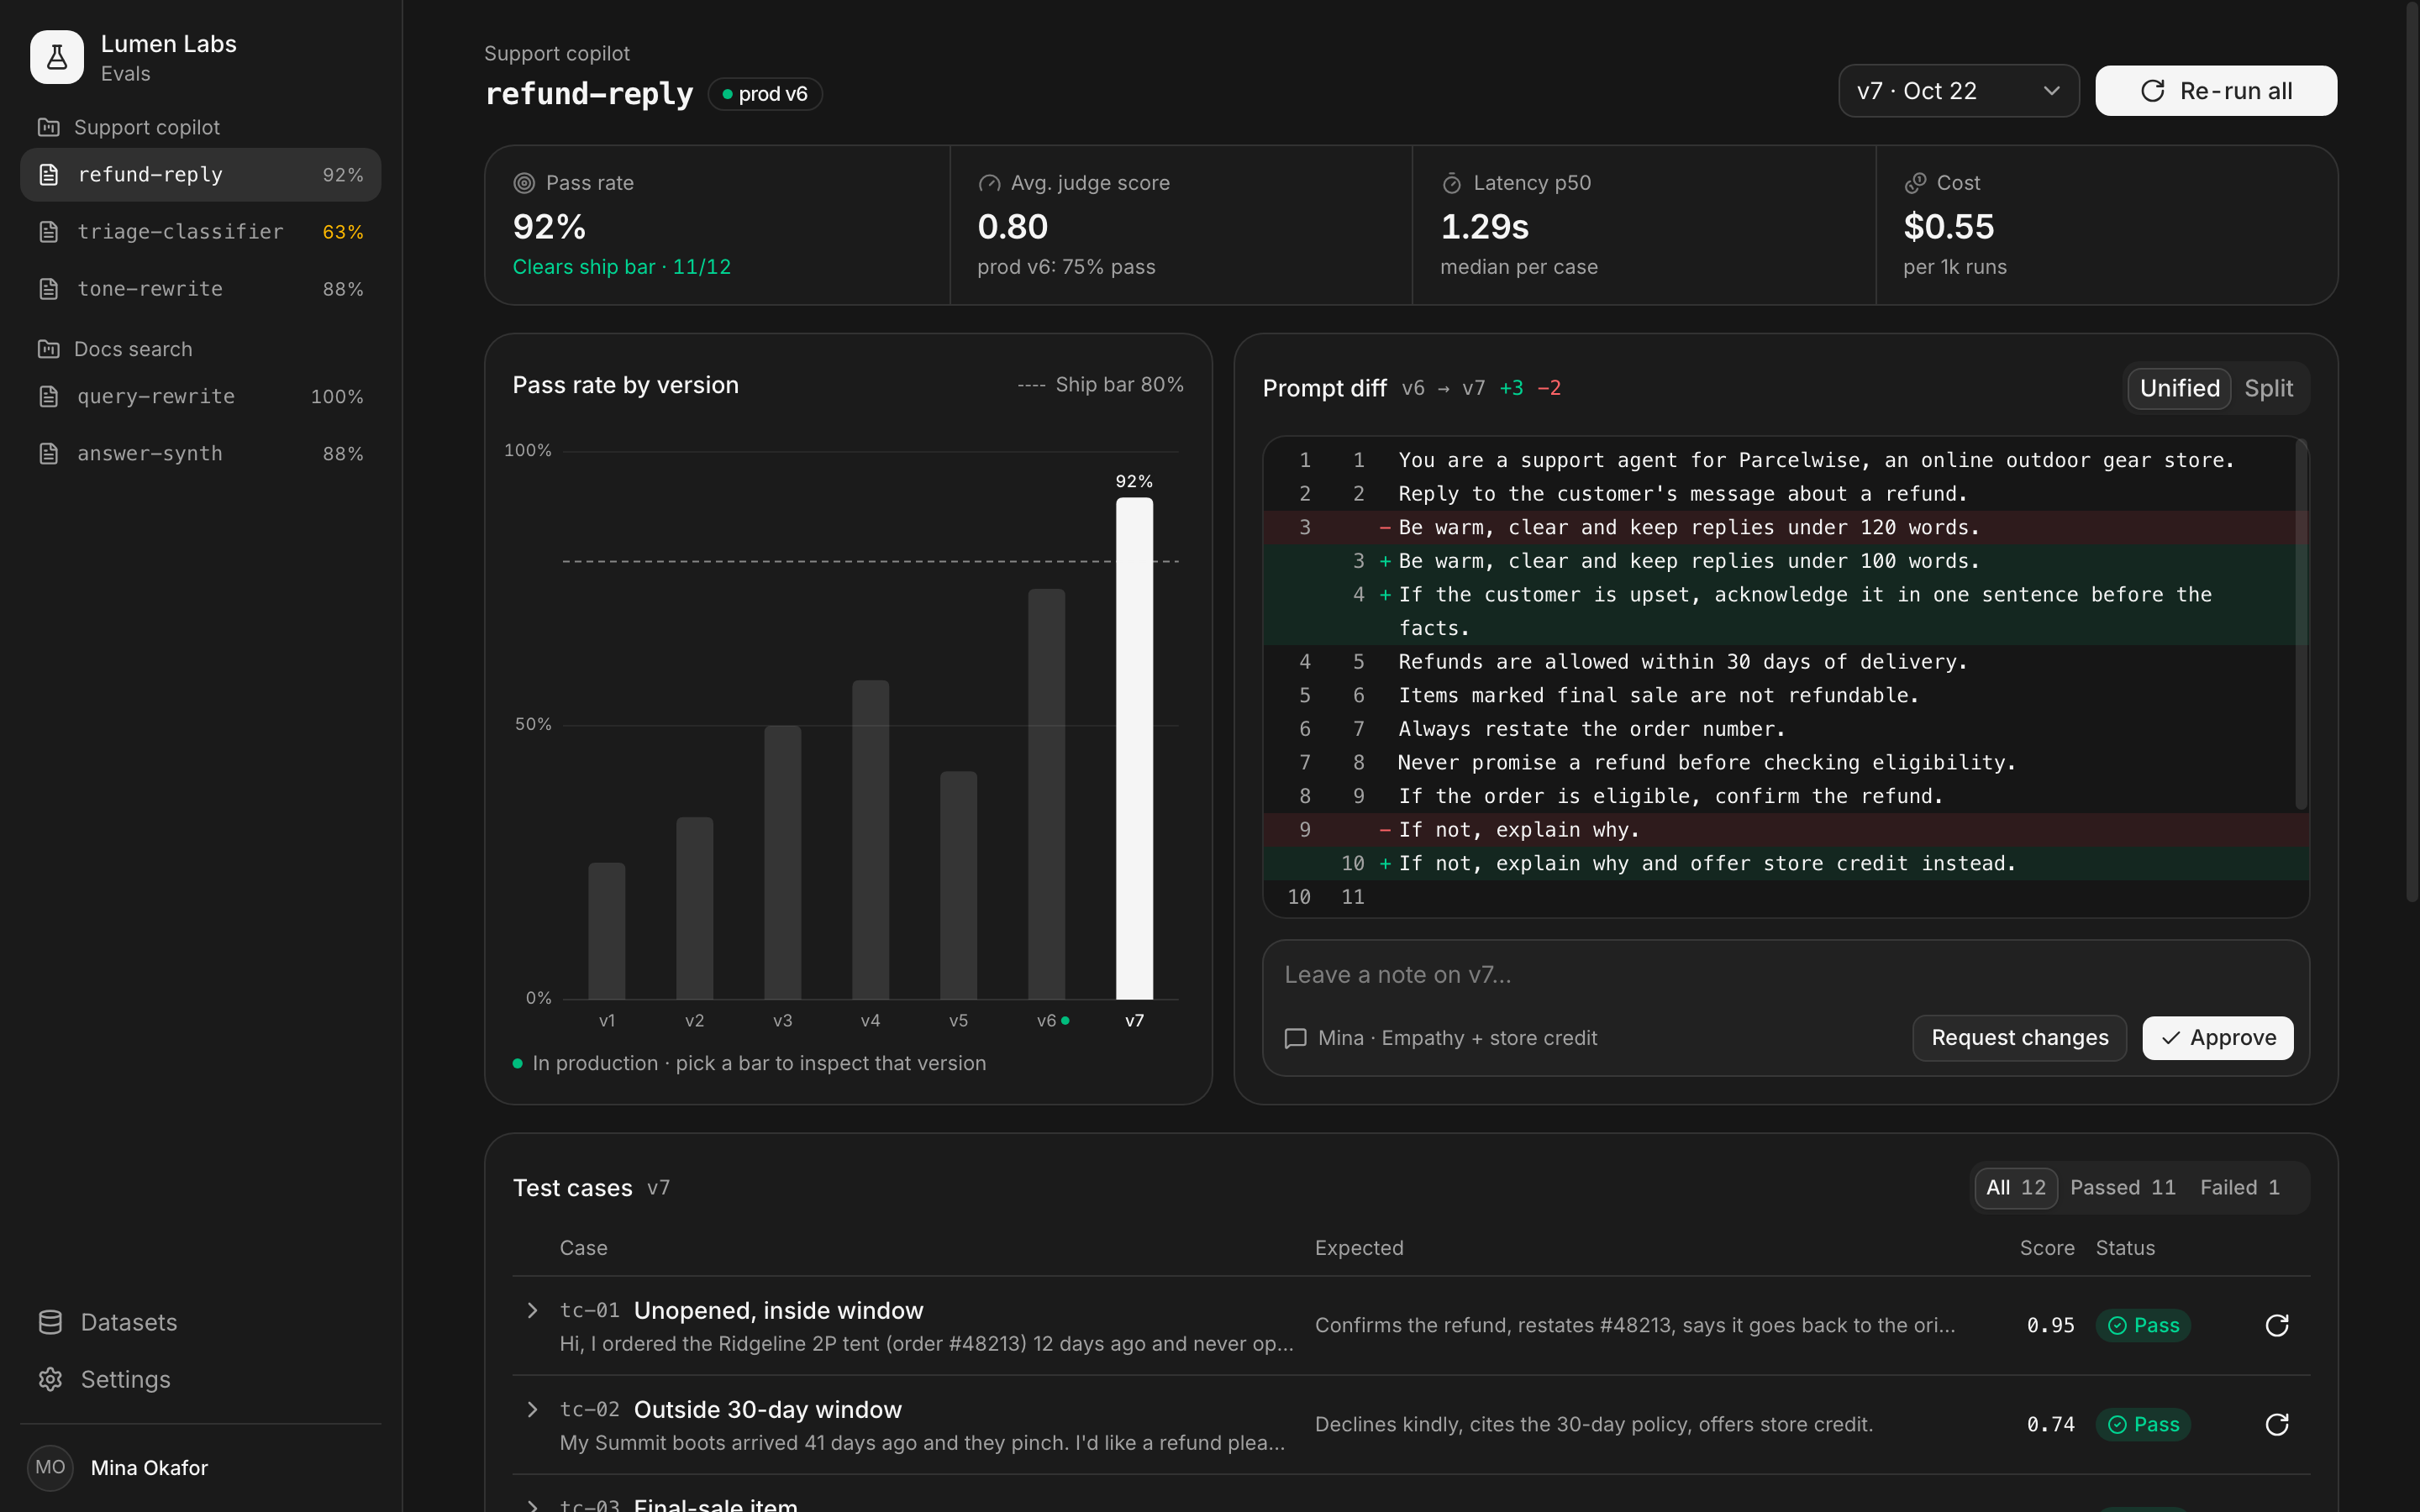 Lumen Labs
Evals
Support copilot
refund-reply 92%
triage-classifier 63%
tone-rewrite 88%
Docs search
query-rewrite 100%
answer-synth 88%
Datasets
Settings
MO Mina Okafor
Support copilot
refund-reply prod v6
v7 · Oct 22
Re-run all
Pass rate
92%
Clears ship bar · 11/12
Avg. judge score
0.80
prod v6: 75% pass
Latency p50
1.29s
median per case
Cost
$0.55
per 1k runs
Pass rate by version
---- Ship bar 80%
100%
92%
50%
0%
v1 v2 v3 v4 v5 v6 v7
In production · pick a bar to inspect that version
Prompt diff v6 → v7 +3 −2
Unified Split
1 1 You are a support agent for Parcelwise, an online outdoor gear store.
2 2 Reply to the customer's message about a refund.
3 − Be warm, clear and keep replies under 120 words.
3 + Be warm, clear and keep replies under 100 words.
4 + If the customer is upset, acknowledge it in one sentence before the
facts.
4 5 Refunds are allowed within 30 days of delivery.
5 6 Items marked final sale are not refundable.
6 7 Always restate the order number.
7 8 Never promise a refund before checking eligibility.
8 9 If the order is eligible, confirm the refund.
9 − If not, explain why.
10 + If not, explain why and offer store credit instead.
10 11
Leave a note on v7...
Mina · Empathy + store credit
Request changes
Approve
Test cases v7
All 12 Passed 11 Failed 1
Case Expected Score Status
tc-01 Unopened, inside window
Hi, I ordered the Ridgeline 2P tent (order #48213) 12 days ago and never op...
Confirms the refund, restates #48213, says it goes back to the ori...
0.95 Pass
tc-02 Outside 30-day window
My Summit boots arrived 41 days ago and they pinch. I'd like a refund plea...
Declines kindly, cites the 30-day policy, offers store credit.
0.74 Pass
tc-03 Final-sale item